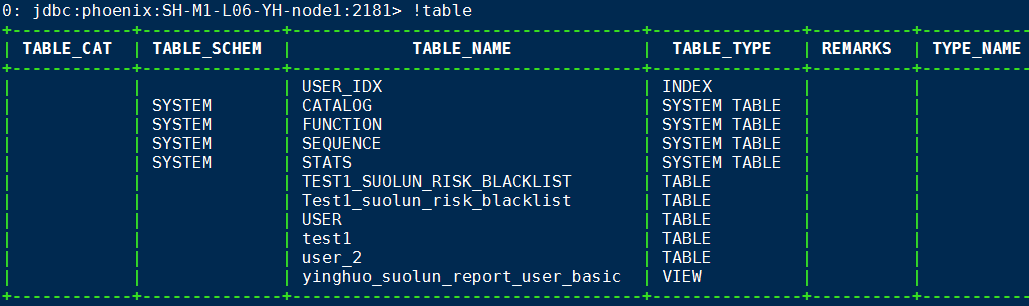 0: jdbc:phoenix:SH-M1-L06-YH-node1:2181> !table
+------------+--------------+-----------------------------------+---------------+----------+-----------
| TABLE_CAT | TABLE_SCHEM | TABLE_NAME | TABLE_TYPE | REMARKS | TYPE_NAME
+------------+--------------+-----------------------------------+---------------+----------+-----------
| | | USER_IDX | INDEX | |
| | SYSTEM | CATALOG | SYSTEM TABLE | |
| | SYSTEM | FUNCTION | SYSTEM TABLE | |
| | SYSTEM | SEQUENCE | SYSTEM TABLE | |
| | SYSTEM | STATS | SYSTEM TABLE | |
| | | TEST1_SUOLUN_RISK_BLACKLIST | TABLE | |
| | | Test1_suolun_risk_blacklist | TABLE | |
| | | USER | TABLE | |
| | | test1 | TABLE | |
| | | user_2 | TABLE | |
| | | yinghuo_suolun_report_user_basic | VIEW | |
+------------+--------------+-----------------------------------+---------------+----------+-----------